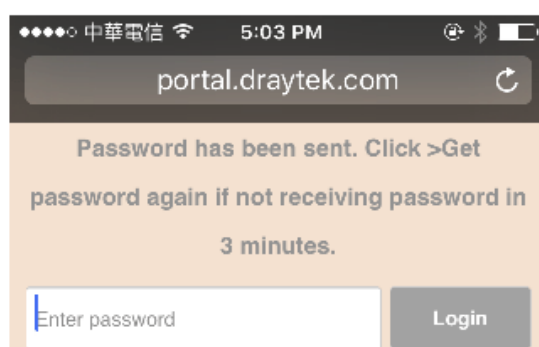 中華電信 5:03 PM
portal.draytek.com
Password has been sent. Click >Get
password again if not receiving password in
3 minutes.
Enter password Login